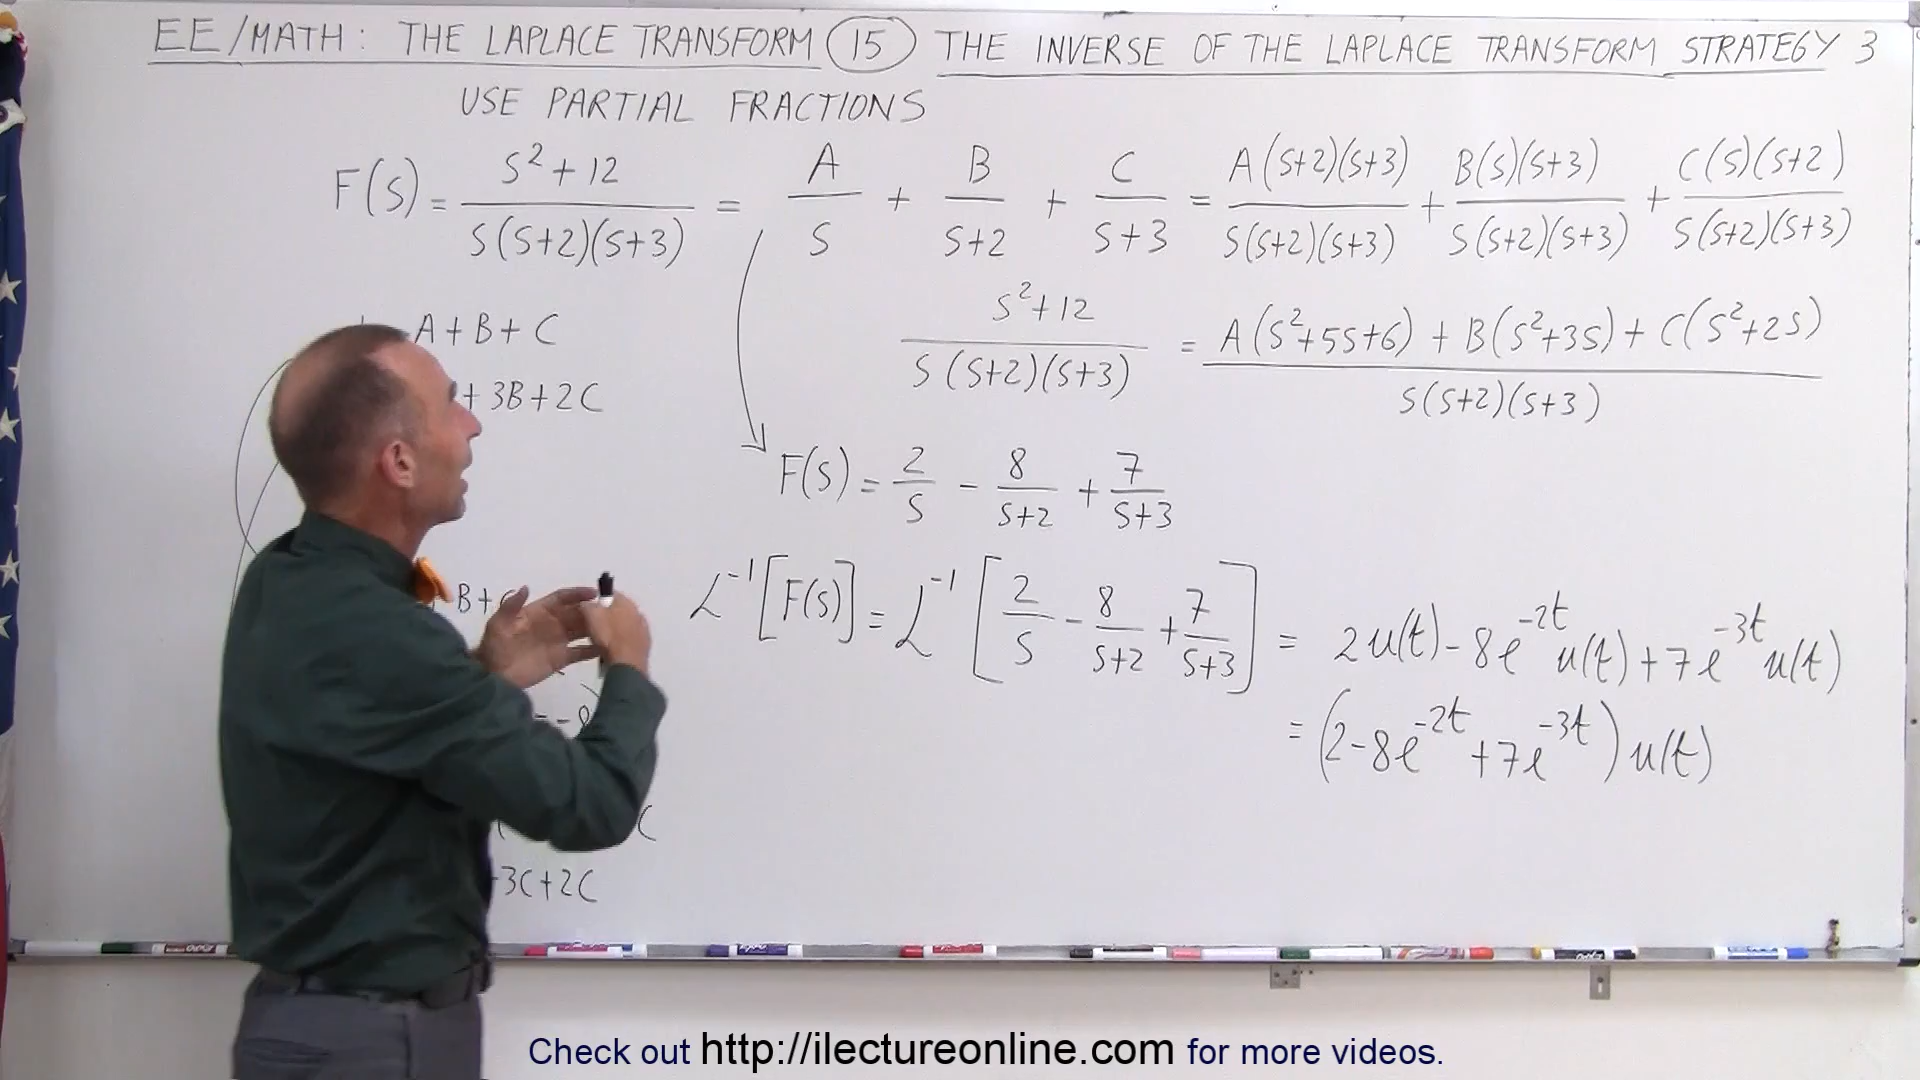 EE/MATH: THE LAPLACE TRANSFORM 15 THE INVERSE OF THE LAPLACE TRANSFORM STRATEGY 3
USE PARTIAL FRACTIONS
F(s) = (s²+12)/(s(s+2)(s+3)) = A/s + B/(s+2) + C/(s+3) = A(s+2)(s+3)/(s(s+2)(s+3)) + B(s)(s+3)/(s(s+2)(s+3)) + C(s)(s+2)/(s(s+2)(s+3))
A+B+C
+3B+2C
(s²+12)/(s(s+2)(s+3)) = (A(s²+5s+6) + B(s²+3s) + C(s²+2s))/(s(s+2)(s+3))
F(s) = 2/s - 8/(s+2) + 7/(s+3)
B+C
ℒ⁻¹[F(s)] = ℒ⁻¹[2/s - 8/(s+2) + 7/(s+3)] = 2u(t) - 8e⁻²ᵗu(t) + 7e⁻³ᵗu(t)
= -8
= (2-8e⁻²ᵗ+7e⁻³ᵗ)u(t)
C
-3C+2C
EXPO
Check out http://ilectureonline.com for more videos.